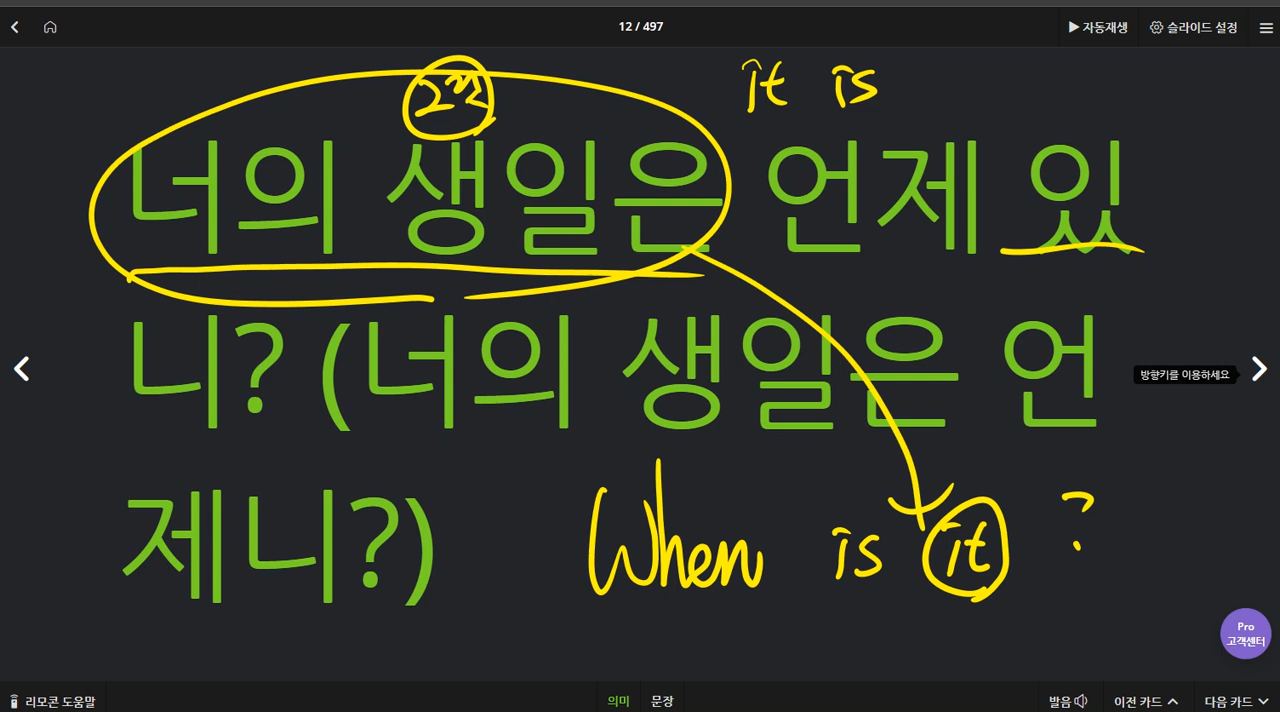 12 / 497
자동재생
슬라이드 설정
it is
너의 생일은 언제 있
니? (너의 생일은 언
방향키를 이용하세요
제니?)
When is it ?
Pro
고객센터
리모콘 도움말
의미
문장
발음
이전 카드
다음 카드